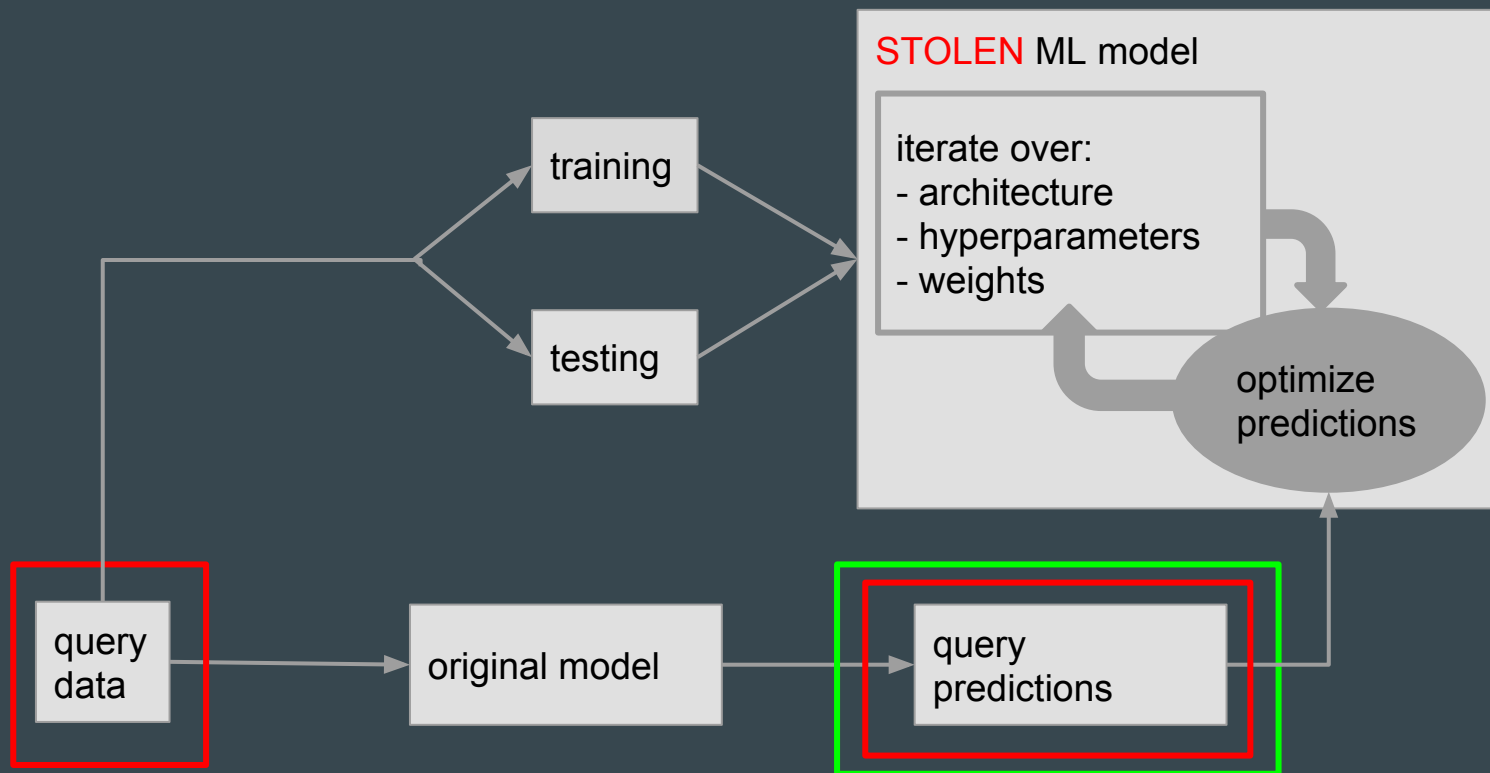 STOLEN ML model
iterate over:
- architecture
- hyperparameters
- weights
training
testing
optimize
predictions
query
data
original model
query
predictions